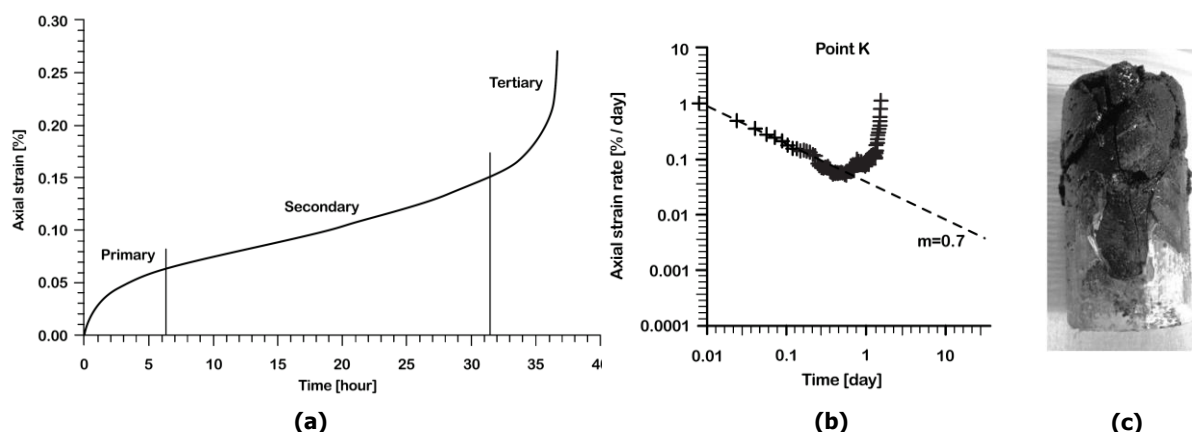 0.30
0.25
0.20
0.15
0.10
0.05
0.00
Axial strain [%]
Primary
Secondary
Tertiary
0 5 10 15 20 25 30 35
Time [hour]
(a)
Point K
10
1
0.1
0.01
0.001
0.0001
Axial strain rate [% / day]
m=0.7
0.01 0.1 1 10
Time [day]
(b)
(c)